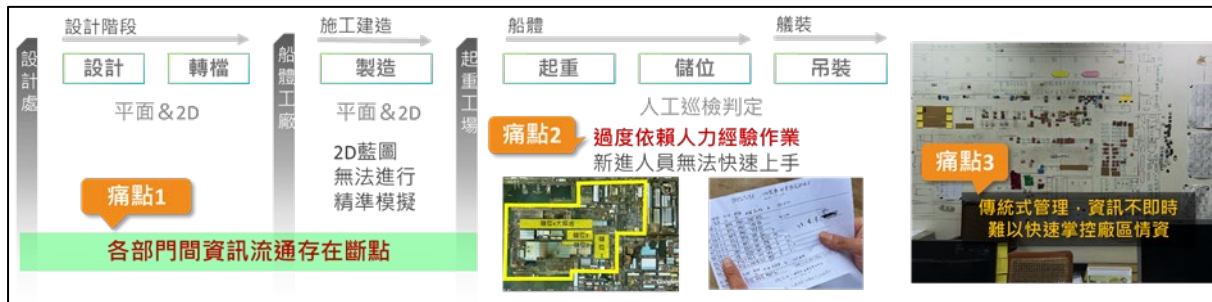 設計階段
施工建造
船體
艤裝
設計處
設計
轉檔
平面&2D
船體工廠
製造
平面&2D
2D藍圖
無法進行
精準模擬
起重工場
起重
儲位
吊裝
人工巡檢判定
痛點1
各部門間資訊流通存在斷點
痛點2
過度依賴人力經驗作業
新進人員無法快速上手
痛點3
傳統式管理，資訊不即時
難以快速掌控廠區情資